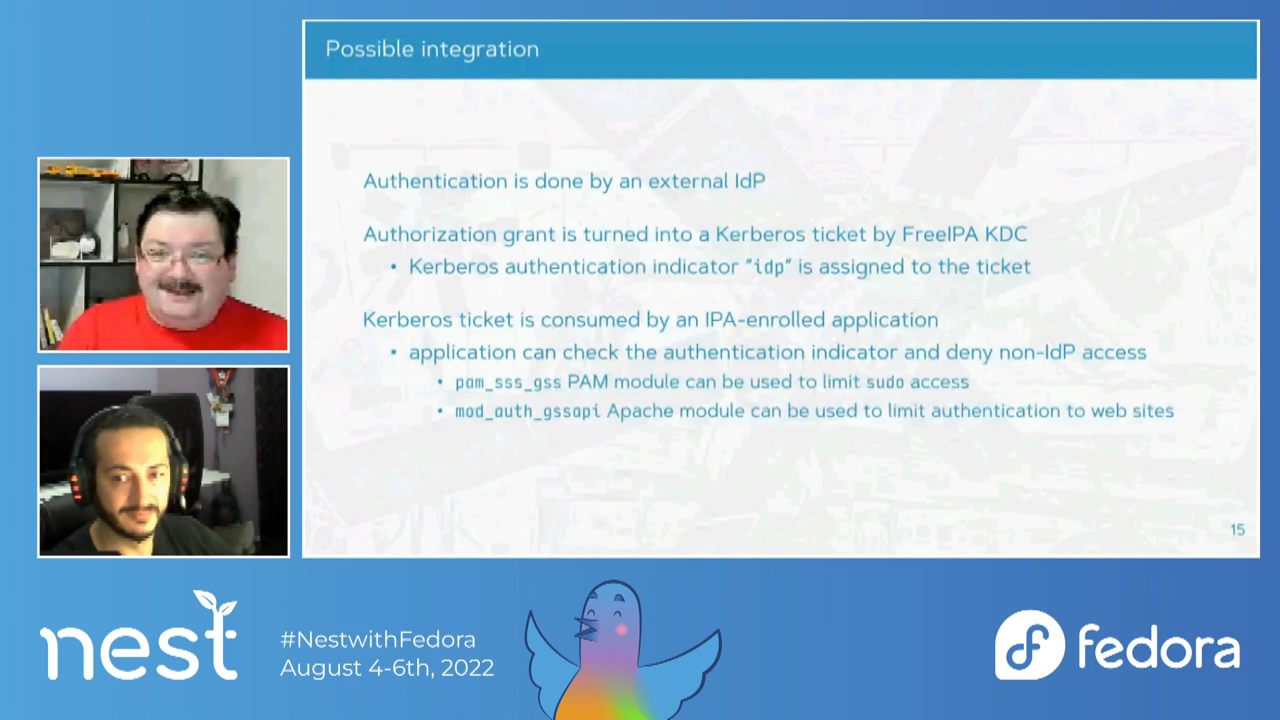 Possible integration
Authentication is done by an external IdP
Authorization grant is turned into a Kerberos ticket by FreeIPA KDC
• Kerberos authentication indicator "idp" is assigned to the ticket
Kerberos ticket is consumed by an IPA-enrolled application
• application can check the authentication indicator and deny non-IdP access
• pam_sss_gss PAM module can be used to limit sudo access
• mod_auth_gssapi Apache module can be used to limit authentication to web sites
15
nest
#NestwithFedora
August 4-6th, 2022
fedora